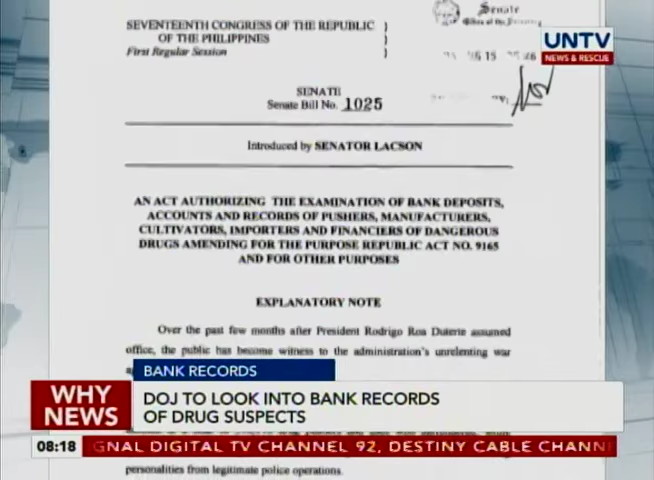 SEVENTEENTH CONGRESS OF THE REPUBLIC )
OF THE PHILIPPINES )
First Regular Session )
Senate
Office of the Secretary
UNTV
NEWS & RESCUE
SENATE
Senate Bill No. 1025
Introduced by SENATOR LACSON
AN ACT AUTHORIZING THE EXAMINATION OF BANK DEPOSITS,
ACCOUNTS AND RECORDS OF PUSHERS, MANUFACTURERS,
CULTIVATORS, IMPORTERS AND FINANCIERS OF DANGEROUS
DRUGS AMENDING FOR THE PURPOSE REPUBLIC ACT NO. 9165
AND FOR OTHER PURPOSES
EXPLANATORY NOTE
Over the past few months after President Rodrigo Roa Duterte assumed
office, the public has become witness to the administration's unrelenting war
BANK RECORDS
WHY
NEWS
DOJ TO LOOK INTO BANK RECORDS
OF DRUG SUSPECTS
08:18
GNAL DIGITAL TV CHANNEL 92, DESTINY CABLE CHANN
personalities from legitimate police operations.